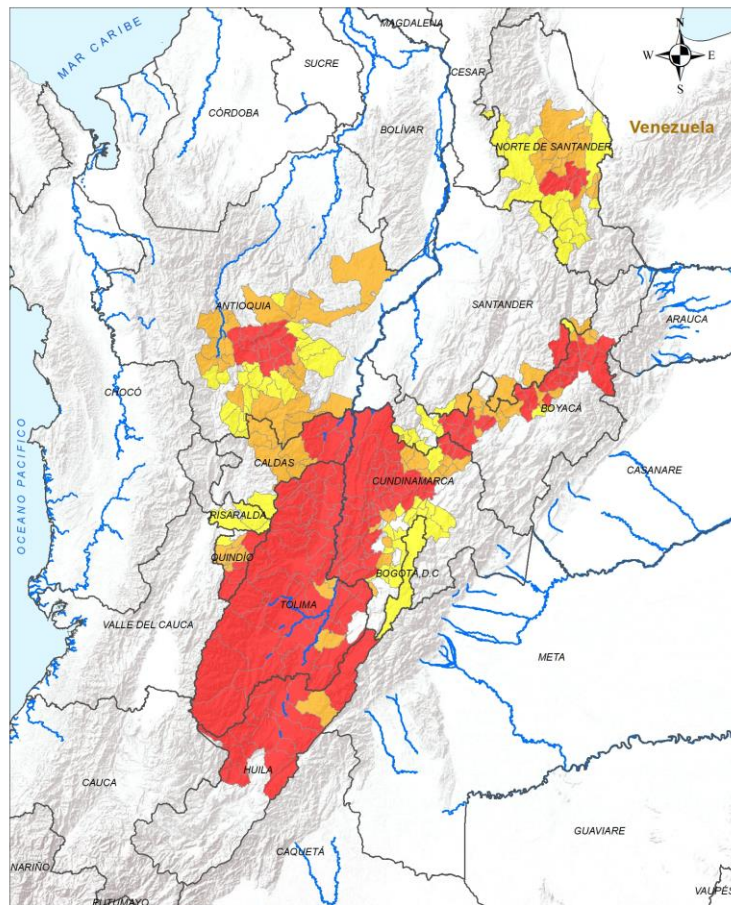 MAGDALENA
N
W E
S
MAR CARIBE
SUCRE
CESAR
CÓRDOBA
BOLÍVAR
Venezuela
NORTE DE SANTANDER
ANTIOQUIA
SANTANDER
ARAUCA
CHOCÓ
BOYACÁ
CALDAS
CUNDINAMARCA
CASANARE
OCEANO PACIFICO
RISARALDA
QUINDÍO
BOGOTÁ, D.C
TOLIMA
VALLE DEL CAUCA
META
HUILA
CAUCA
GUAVIARE
CAQUETÁ
NARIÑO
PUTUMAYO
VAUPÉS